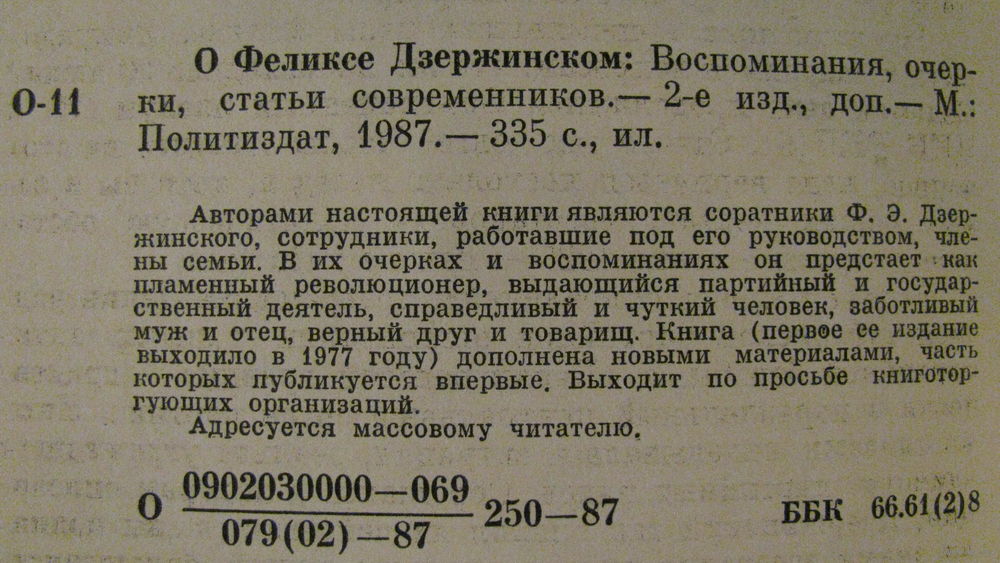 О Феликсе Дзержинском: Воспоминания, очер-
О-11 ки, статьи современников.— 2-е изд., доп.— М.:
Политиздат, 1987.— 335 с., ил.
Авторами настоящей книги являются соратники Ф. Э. Дзер-
жинского, сотрудники, работавшие под его руководством, чле-
ны семьи. В их очерках и воспоминаниях он предстает как
пламенный революционер, выдающийся партийный и государ-
ственный деятель, справедливый и чуткий человек, заботливый
муж и отец, верный друг и товарищ. Книга (первое ее издание
выходило в 1977 году) дополнена новыми материалами, часть
которых публикуется впервые. Выходит по просьбе книготор-
гующих организаций.
Адресуется массовому читателю.
0902030000—069
О 250—87 ББК 66.61(2)8
079(02)—87